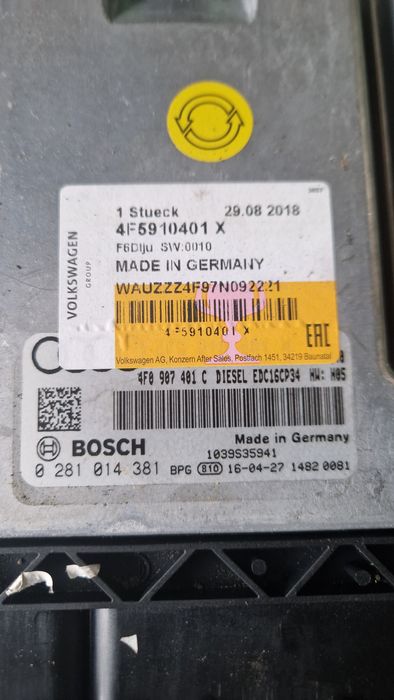 1 Stueck 29.08 2018
4F5910401 X
F6DIju SW:0010
MADE IN GERMANY
WAUZZZ4F97N092221
4F5910401 X
EAC
Volkswagen AG, Konzern After Sales, Postfach 1451, 34219 Baunatal
VOLKSWAGEN
GROUP
4F0 907 401 C DIESEL EDC16CP34 HW: H05
Made in Germany
BOSCH
1039S35941
0 281 014 381 BPG 810 16-04-27 1482 0081